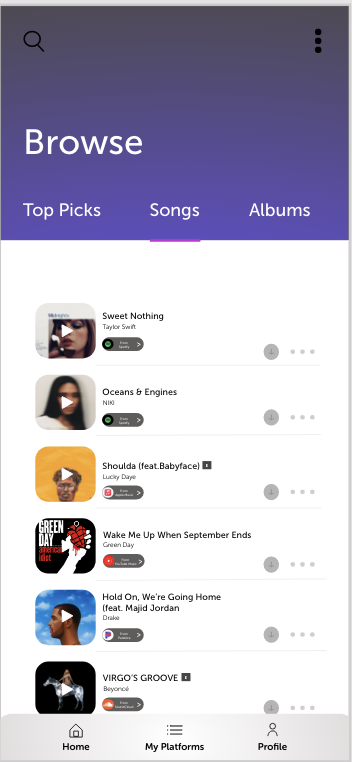 Browse
Top Picks Songs Albums
Midnights
Sweet Nothing
Taylor Swift
From
Spotify
>
Oceans & Engines
NIKI
From
Spotify
>
Shoulda (feat.Babyface) E
Lucky Daye
From
Apple Music
>
GREEN
DAY
american
idiot
Wake Me Up When September Ends
Green Day
From
YouTube Music
>
Hold On, We're Going Home
(feat. Majid Jordan
Drake
From
Pandora
>
VIRGO'S GROOVE E
Beyoncé
From
SoundCloud
>
Home My Platforms Profile